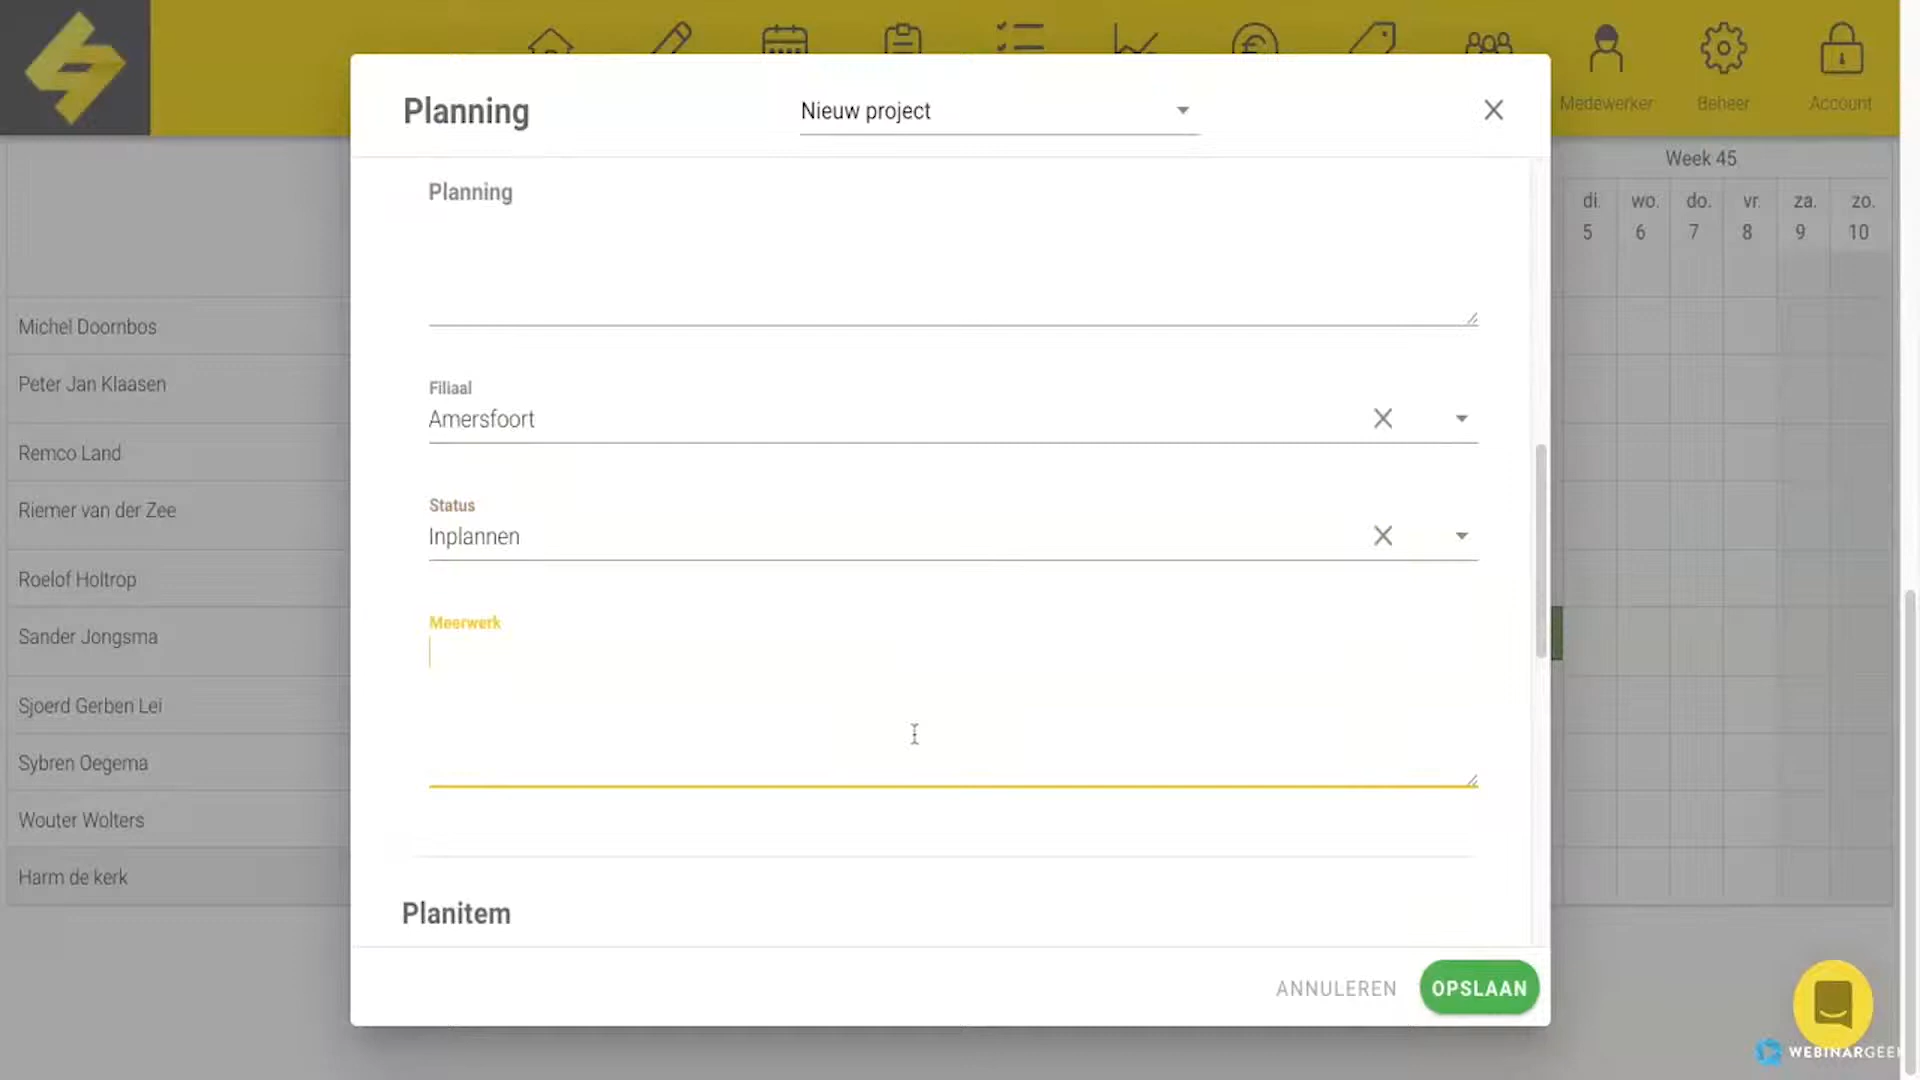 Planning
Nieuw project
Medewerker
Beheer
Account
Week 45
di. wo. do. vr. za. zo.
5 6 7 8 9 10
Planning
Filiaal
Amersfoort
Status
Inplannen
Meerwerk
Planitem
ANNULEREN
OPSLAAN
Michel Doornbos
Peter Jan Klaasen
Remco Land
Riemer van der Zee
Roelof Holtrop
Sander Jongsma
Sjoerd Gerben Lei
Sybren Oegema
Wouter Wolters
Harm de kerk
WEBINARGEEK